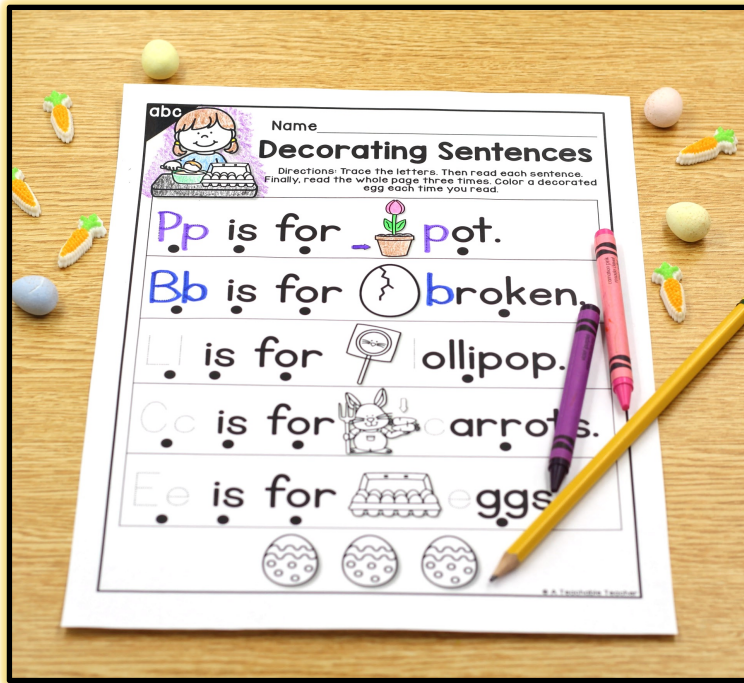 abc
Name
Decorating Sentences
Directions: Trace the letters. Then read each sentence.
Finally, read the whole page three times. Color a decorated
egg each time you read.
Pp is for pot.
Bb is for broken.
Ll is for lollipop.
Cc is for carrots.
Ee is for eggs
© A Teachable Teacher